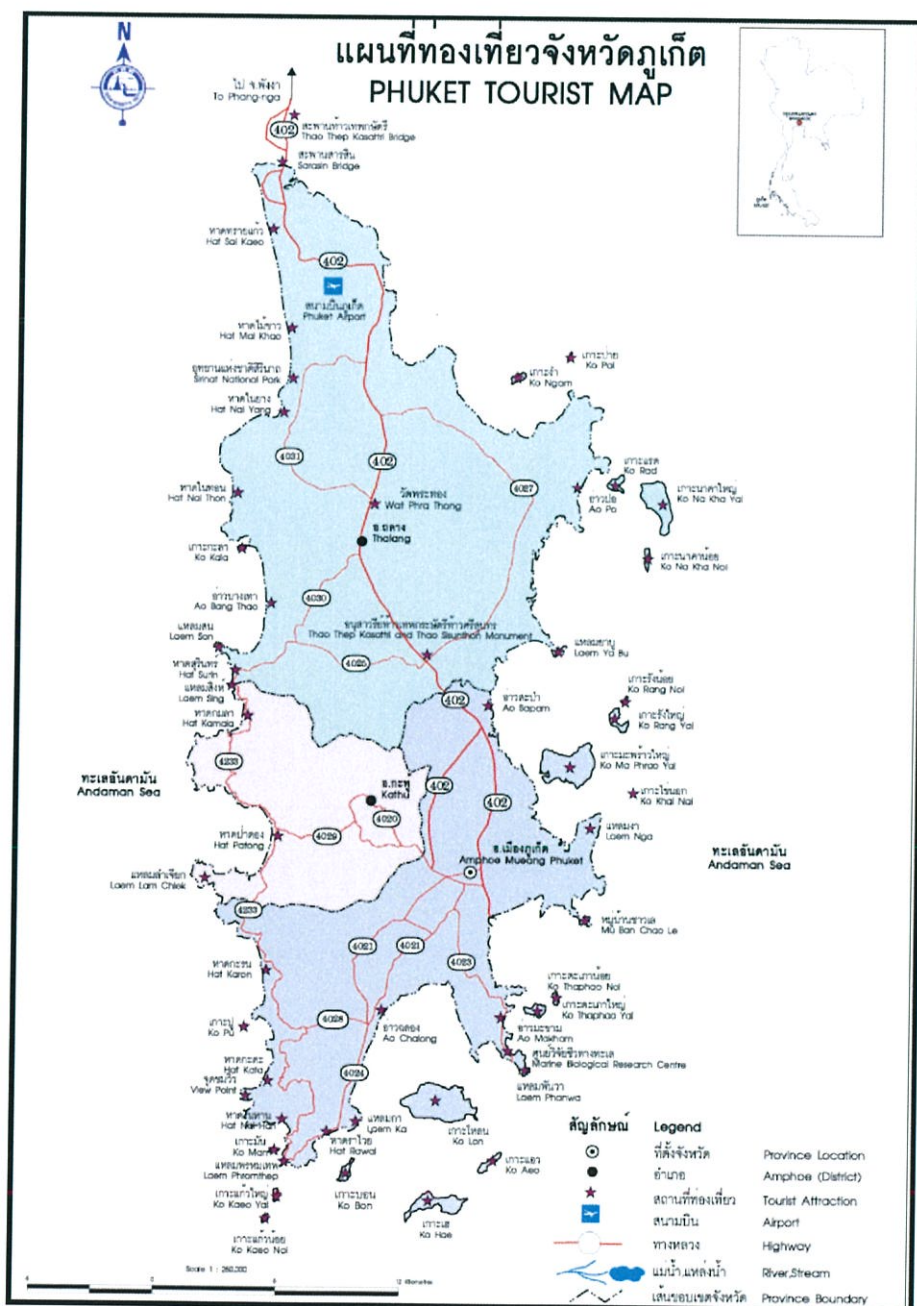 N
แผนที่ท่องเที่ยวจังหวัดภูเก็ต
PHUKET TOURIST MAP
ไป จ.พังงา
To Phang-nga
402
สะพานท้าวเทพกษัตรี
Thao Thep Kasattri Bridge
สะพานสารสิน
Sarasin Bridge
ภูเก็ต
PHUKET
หาดทรายแก้ว
Hat Sai Kaeo
402
สนามบินภูเก็ต
Phuket Airport
หาดไม้ขาว
Hat Mai Khao
อุทยานแห่งชาติสิรินาถ
Sirinat National Park
หาดในยาง
Hat Nai Yang
เกาะปาย
Ko Pai
เกาะงำ
Ko Ngam
4031
402
4027
หาดในทอน
Hat Nai Thon
วัดพระทอง
Wat Phra Thong
อ่าวปอ
Ao Po
เกาะแรด
Ko Rad
เกาะนาคาใหญ่
Ko Na Kha Yai
อ.ถลาง
Thalang
เกาะกะลา
Ko Kala
เกาะนาคาน้อย
Ko Na Kha Noi
อ่าวบางเทา
Ao Bang Thao
4030
แหลมสน
Laem Son
อนุสาวรีย์ท้าวเทพกระษัตรีท้าวศรีสุนทร
Thao Thep Kasattri and Thao Sisunthon Monument
4025
แหลมยาบู
Laem Ya Bu
หาดสุรินทร์
Hat Surin
แหลมสิงห์
Laem Sing
หาดกมลา
Hat Kamala
402
อ่าวสะปำ
Ao Sapam
เกาะรังน้อย
Ko Rang Noi
เกาะรังใหญ่
Ko Rang Yai
เกาะมะพร้าวใหญ่
Ko Ma Phrao Yai
ทะเลอันดามัน
Andaman Sea
4233
อ.กะทู้
Kathu
4020
402
402
เกาะไข่นอก
Ko Khai Nai
หาดป่าตอง
Hat Patong
4029
แหลมงา
Laem Nga
อ.เมืองภูเก็ต
Amphoe Mueang Phuket
ทะเลอันดามัน
Andaman Sea
Laem Lam Chiek
4233
หมู่บ้านชาวเล
Mu Ban Chao Le
4021
4021
4023
หาดกะรน
Hat Karon
เกาะตะเภาน้อย
Ko Thaphao Noi
เกาะตะเภาใหญ่
Ko Thaphao Yai
เกาะปู
Ko Pu
4028
อ่าวฉลอง
Ao Chalong
อ่าวมะขาม
Ao Makham
ศูนย์วิจัยชีวทางทะเล
Marine Biological Research Centre
แหลมพันวา
Laem Phanwa
หาดกะตะ
Hat Kata
4024
จุดชมวิว
View Point
หาดในหาน
Hat Nai Han
แหลมกา
Laem Ka
เกาะโหลน
Ko Lon
เกาะมัน
Ko Man
หาดราไวย์
Hat Rawai
แหลมพรหมเทพ
Laem Phromthep
เกาะแอว
Ko Aeo
เกาะแก้วใหญ่
Ko Kaeo Yai
เกาะบอน
Ko Bon
เกาะเฮ
Ko Hae
เกาะแก้วน้อย
Ko Kaeo Noi
สัญลักษณ์ Legend
ที่ตั้งจังหวัด Province Location
อำเภอ Amphoe (District)
สถานที่ท่องเที่ยว Tourist Attraction
สนามบิน Airport
ทางหลวง Highway
แม่น้ำ,แหล่งน้ำ River,Stream
เส้นขอบเขตจังหวัด Province Boundary
Scale 1 : 260,000
12 Kilometres